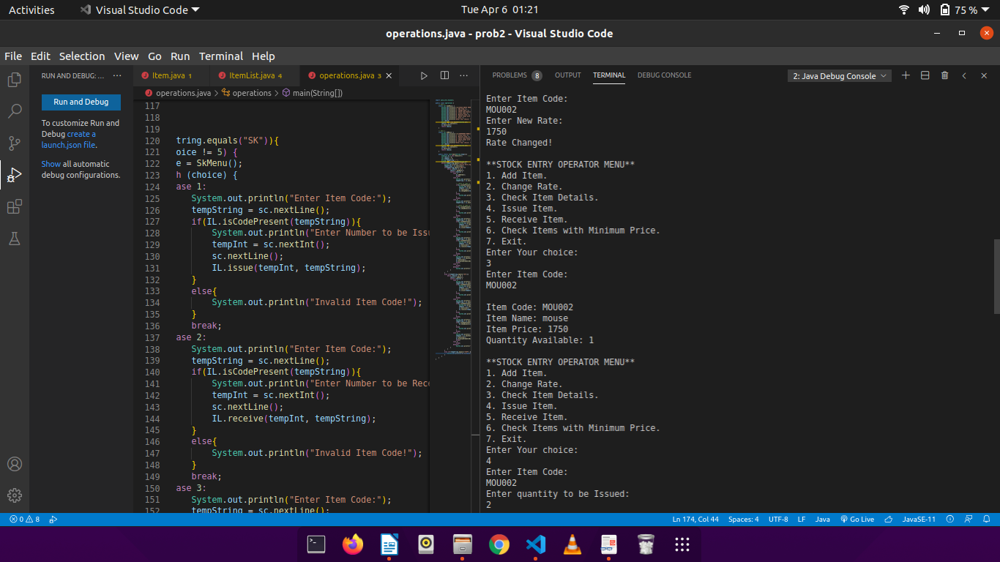 Activities Visual Studio Code Tue Apr 6 01:21 75 %
operations.java - prob2 - Visual Studio Code
File Edit Selection View Go Run Terminal Help
RUN AND DEBUG: ... ...
Run and Debug
To customize Run and
Debug create a
launch.json file.
Show all automatic
debug configurations.
Item.java 1 ItemList.java 4 operations.java 3
operations.java > operations > main(String[])
117
118
119
120 tring.equals("SK")){
121 oice != 5) {
122 e = SkMenu();
123 h (choice) {
124 ase 1:
125 System.out.println("Enter Item Code:");
126 tempString = sc.nextLine();
127 if(IL.isCodePresent(tempString)){
128 System.out.println("Enter Number to be Issu
129 tempInt = sc.nextInt();
130 sc.nextLine();
131 IL.issue(tempInt, tempString);
132 }
133 else{
134 System.out.println("Invalid Item Code!");
135 }
136 break;
137 ase 2:
138 System.out.println("Enter Item Code:");
139 tempString = sc.nextLine();
140 if(IL.isCodePresent(tempString)){
141 System.out.println("Enter Number to be Rece
142 tempInt = sc.nextInt();
143 sc.nextLine();
144 IL.receive(tempInt, tempString);
145 }
146 else{
147 System.out.println("Invalid Item Code!");
148 }
149 break;
150 ase 3:
151 System.out.println("Enter Item Code:");
152 tempString = sc.nextLine();
PROBLEMS 8 OUTPUT TERMINAL DEBUG CONSOLE 2: Java Debug Console
Enter Item Code:
MOU002
Enter New Rate:
1750
Rate Changed!
**STOCK ENTRY OPERATOR MENU**
1. Add Item.
2. Change Rate.
3. Check Item Details.
4. Issue Item.
5. Receive Item.
6. Check Items with Minimum Price.
7. Exit.
Enter Your choice:
3
Enter Item Code:
MOU002
Item Code: MOU002
Item Name: mouse
Item Price: 1750
Quantity Available: 1
**STOCK ENTRY OPERATOR MENU**
1. Add Item.
2. Change Rate.
3. Check Item Details.
4. Issue Item.
5. Receive Item.
6. Check Items with Minimum Price.
7. Exit.
Enter Your choice:
4
Enter Item Code:
MOU002
Enter quantity to be Issued:
2
0 8 Ln 174, Col 44 Spaces: 4 UTF-8 LF Java Go Live JavaSE-11